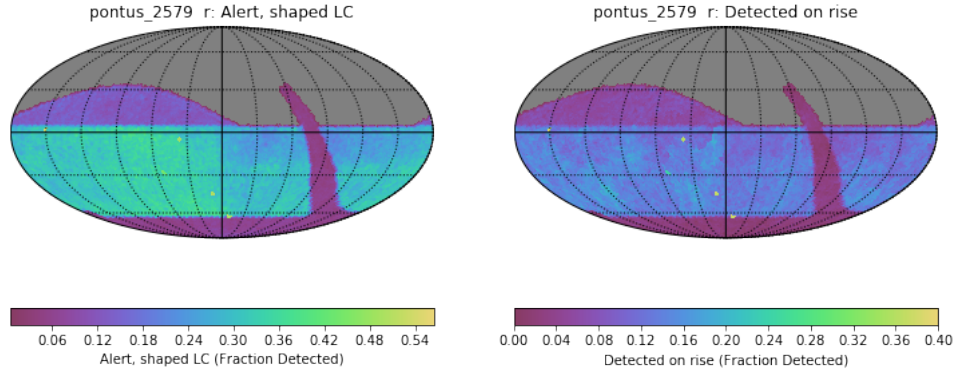 pontus_2579 r: Alert, shaped LC
0.06 0.12 0.18 0.24 0.30 0.36 0.42 0.48 0.54
Alert, shaped LC (Fraction Detected)
pontus_2579 r: Detected on rise
0.00 0.04 0.08 0.12 0.16 0.20 0.24 0.28 0.32 0.36 0.40
Detected on rise (Fraction Detected)